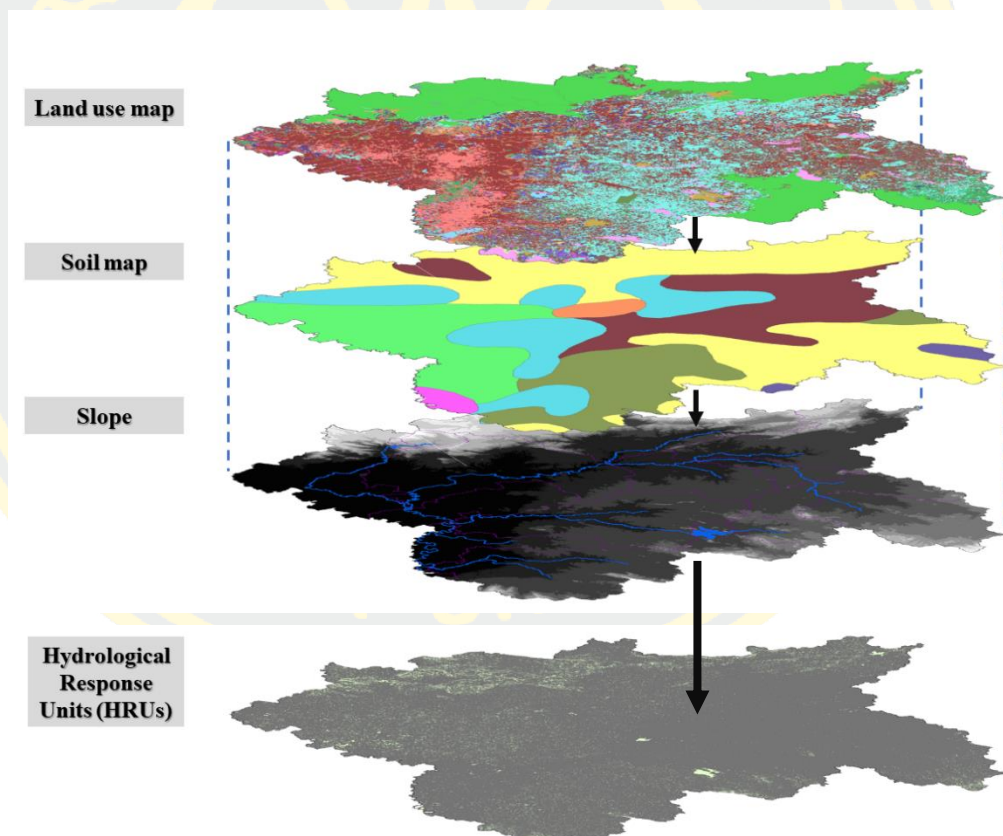 Land use map
Soil map
Slope
Hydrological
Response
Units (HRUs)